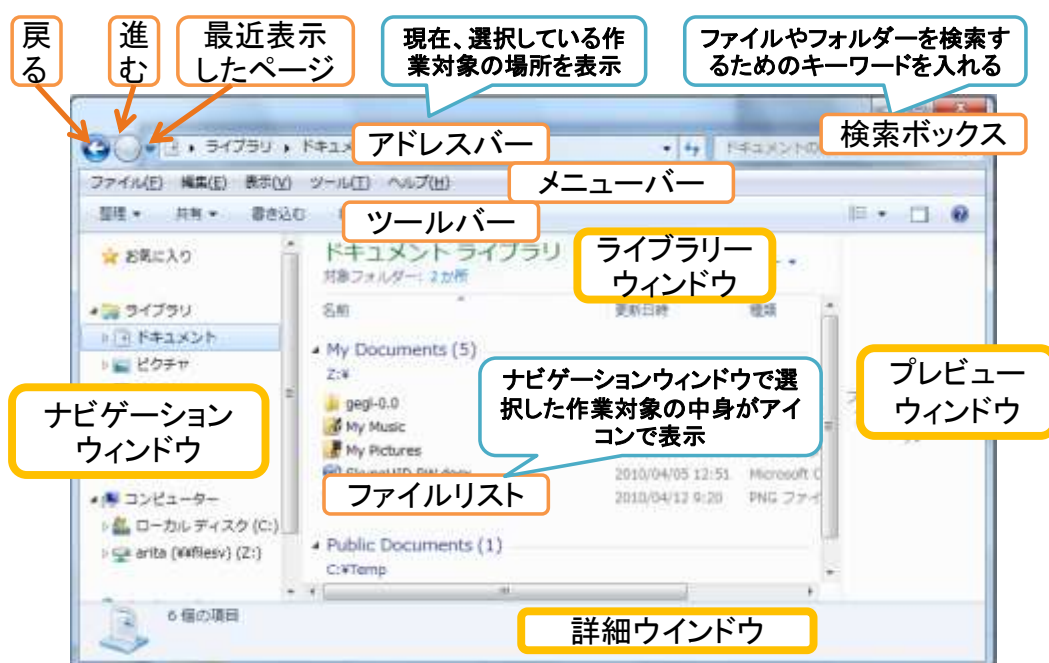 戻
る
進
む
最近表示
したページ
現在、選択している作
業対象の場所を表示
ファイルやフォルダーを検索す
るためのキーワードを入れる
検索ボックス
ライブラリ
ドキュメ
アドレスバー
ドキュメントの
ファイル(F) 編集(E) 表示(V) ツール(T) ヘルプ(H)
メニューバー
整理 共有 書き込む
ツールバー
お気に入り
ドキュメント ライブラリ
対象フォルダー: 2 か所
ライブラリー
ウィンドウ
ライブラリ
名前 更新日時 種類
ドキュメント
ピクチャ
My Documents (5)
Z:¥
ナビゲーションウィンドウで選
択した作業対象の中身がアイ
コンで表示
プレビュー
ウィンドウ
ナビゲーション
ウィンドウ
gegl-0.0
My Music
My Pictures
2010/04/05 12:51 Microsoft
ファイルリスト
2010/04/12 9:20 PNG ファイ
コンピューター
ローカル ディスク (C:)
arita (¥¥filesv) (Z:)
Public Documents (1)
C:¥Temp
6 個の項目
詳細ウインドウ